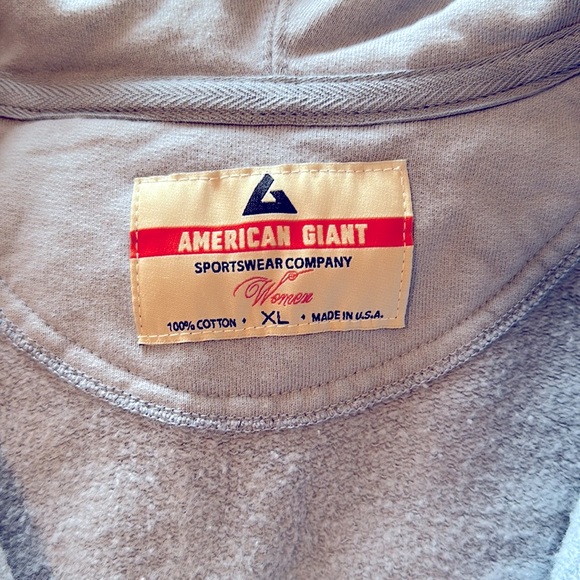 AMERICAN GIANT
SPORTSWEAR COMPANY
Women
100% COTTON • XL • MADE IN U.S.A.